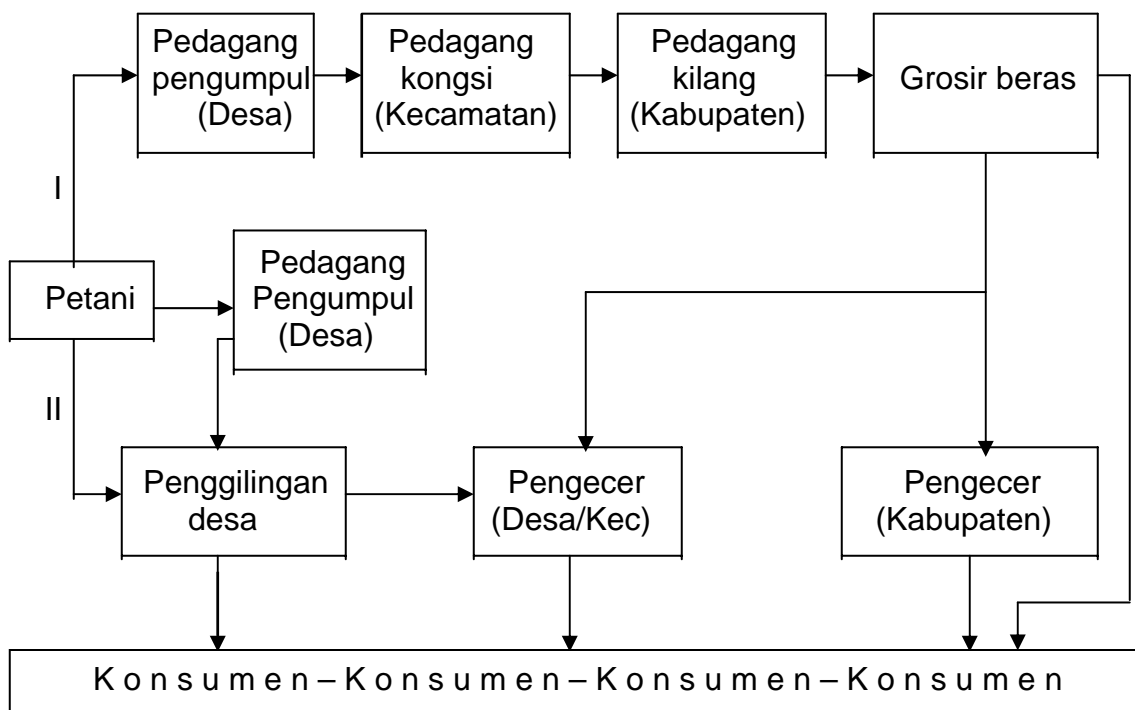 Pedagang
pengumpul
(Desa)
Pedagang
kongsi
(Kecamatan)
Pedagang
kilang
(Kabupaten)
Grosir beras
I
Petani
Pedagang
Pengumpul
(Desa)
II
Penggilingan
desa
Pengecer
(Desa/Kec)
Pengecer
(Kabupaten)
K o n s u m e n – K o n s u m e n – K o n s u m e n – K o n s u m e n